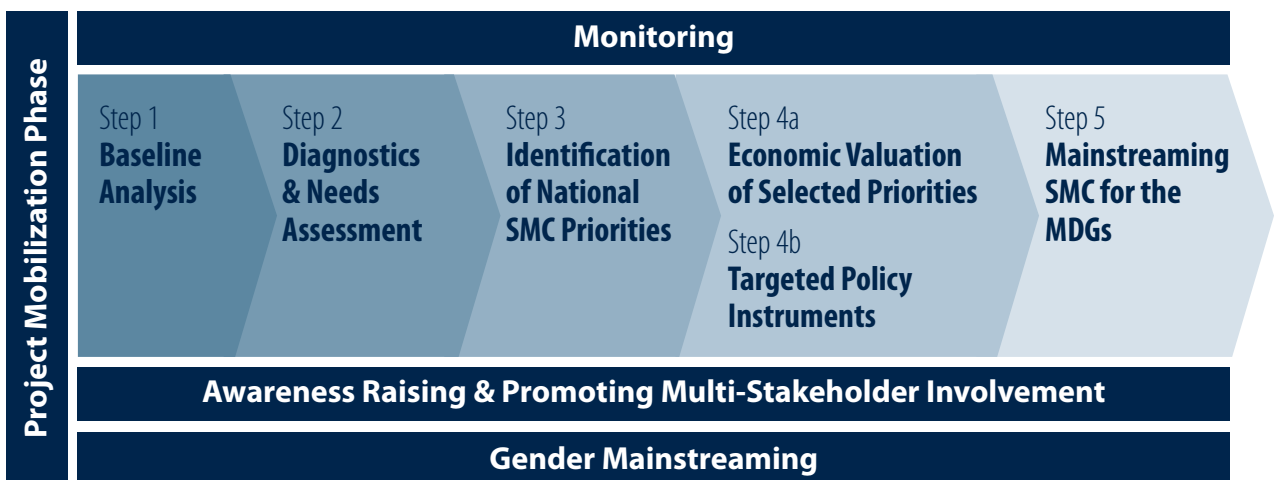 Project Mobilization Phase
Monitoring
Step 1
Baseline
Analysis
Step 2
Diagnostics
& Needs
Assessment
Step 3
Identification
of National
SMC Priorities
Step 4a
Economic Valuation
of Selected Priorities
Step 4b
Targeted Policy
Instruments
Step 5
Mainstreaming
SMC for the
MDGs
Awareness Raising & Promoting Multi-Stakeholder Involvement
Gender Mainstreaming